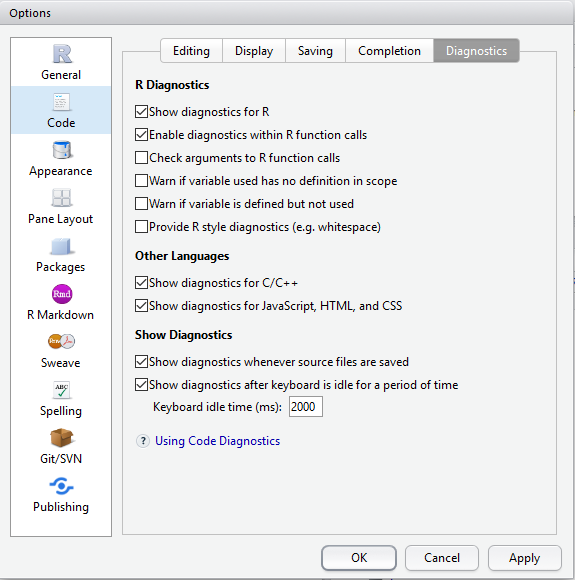 Options
General
Code
Appearance
Pane Layout
Packages
Rmd
R Markdown
Rnw
Sweave
ABC
Spelling
Git/SVN
Publishing
Editing
Display
Saving
Completion
Diagnostics
R Diagnostics
Show diagnostics for R
Enable diagnostics within R function calls
Check arguments to R function calls
Warn if variable used has no definition in scope
Warn if variable is defined but not used
Provide R style diagnostics (e.g. whitespace)
Other Languages
Show diagnostics for C/C++
Show diagnostics for JavaScript, HTML, and CSS
Show Diagnostics
Show diagnostics whenever source files are saved
Show diagnostics after keyboard is idle for a period of time
Keyboard idle time (ms): 2000
? Using Code Diagnostics
OK
Cancel
Apply